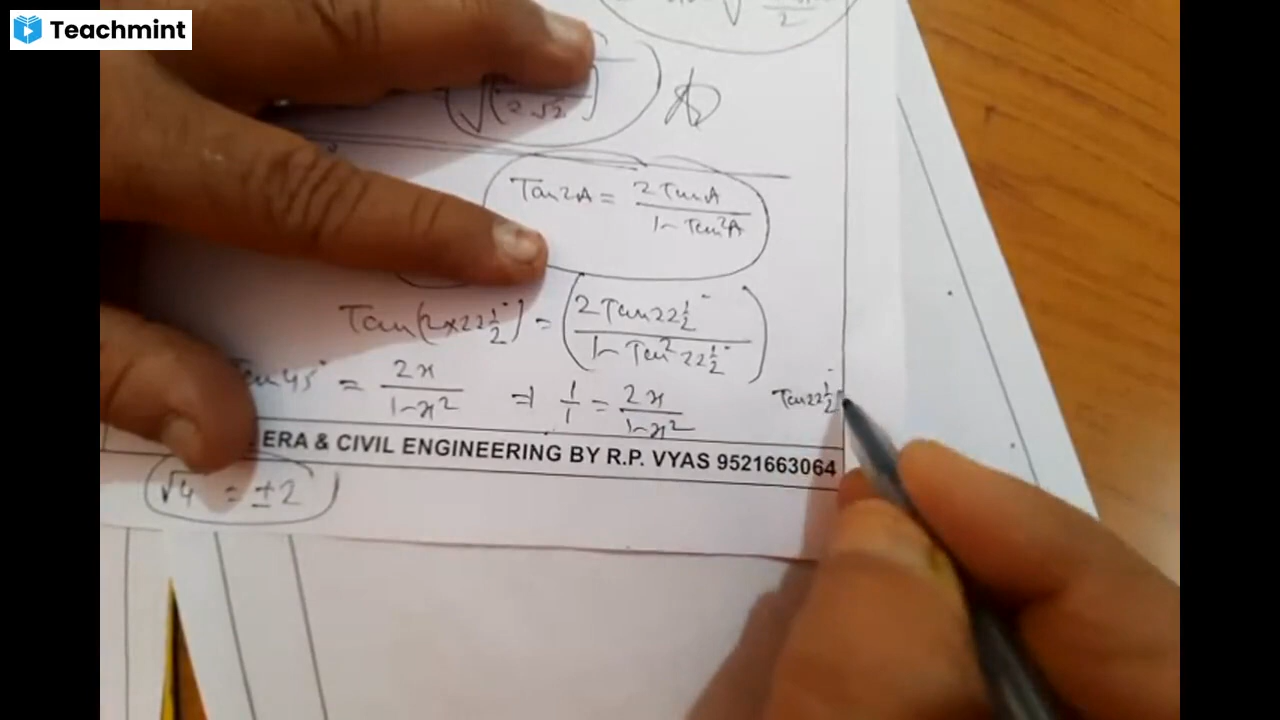 Teachmint
2
2√2
Tan2A = 2TanA / 1-Tan²A
Tan(2×22½°) = (2Tan22½° / 1-Tan²22½°)
45° = 2x / 1-x² ⇒ 1/1 = 2x / 1-x² Tan22½°
ERA & CIVIL ENGINEERING BY R.P. VYAS 9521663064
√4 = ±2